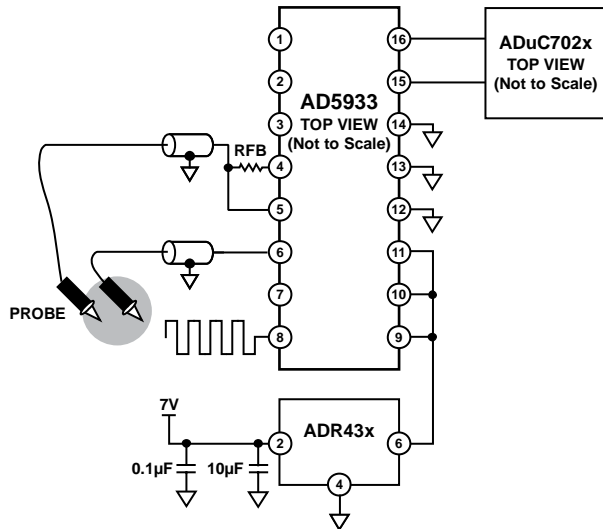 1
2
3
4
5
6
7
8
16
15
14
13
12
11
10
9
AD5933
TOP VIEW
(Not to Scale)
ADuC702x
TOP VIEW
(Not to Scale)
RFB
PROBE
7V
0.1µF
10µF
2
ADR43x
6
4